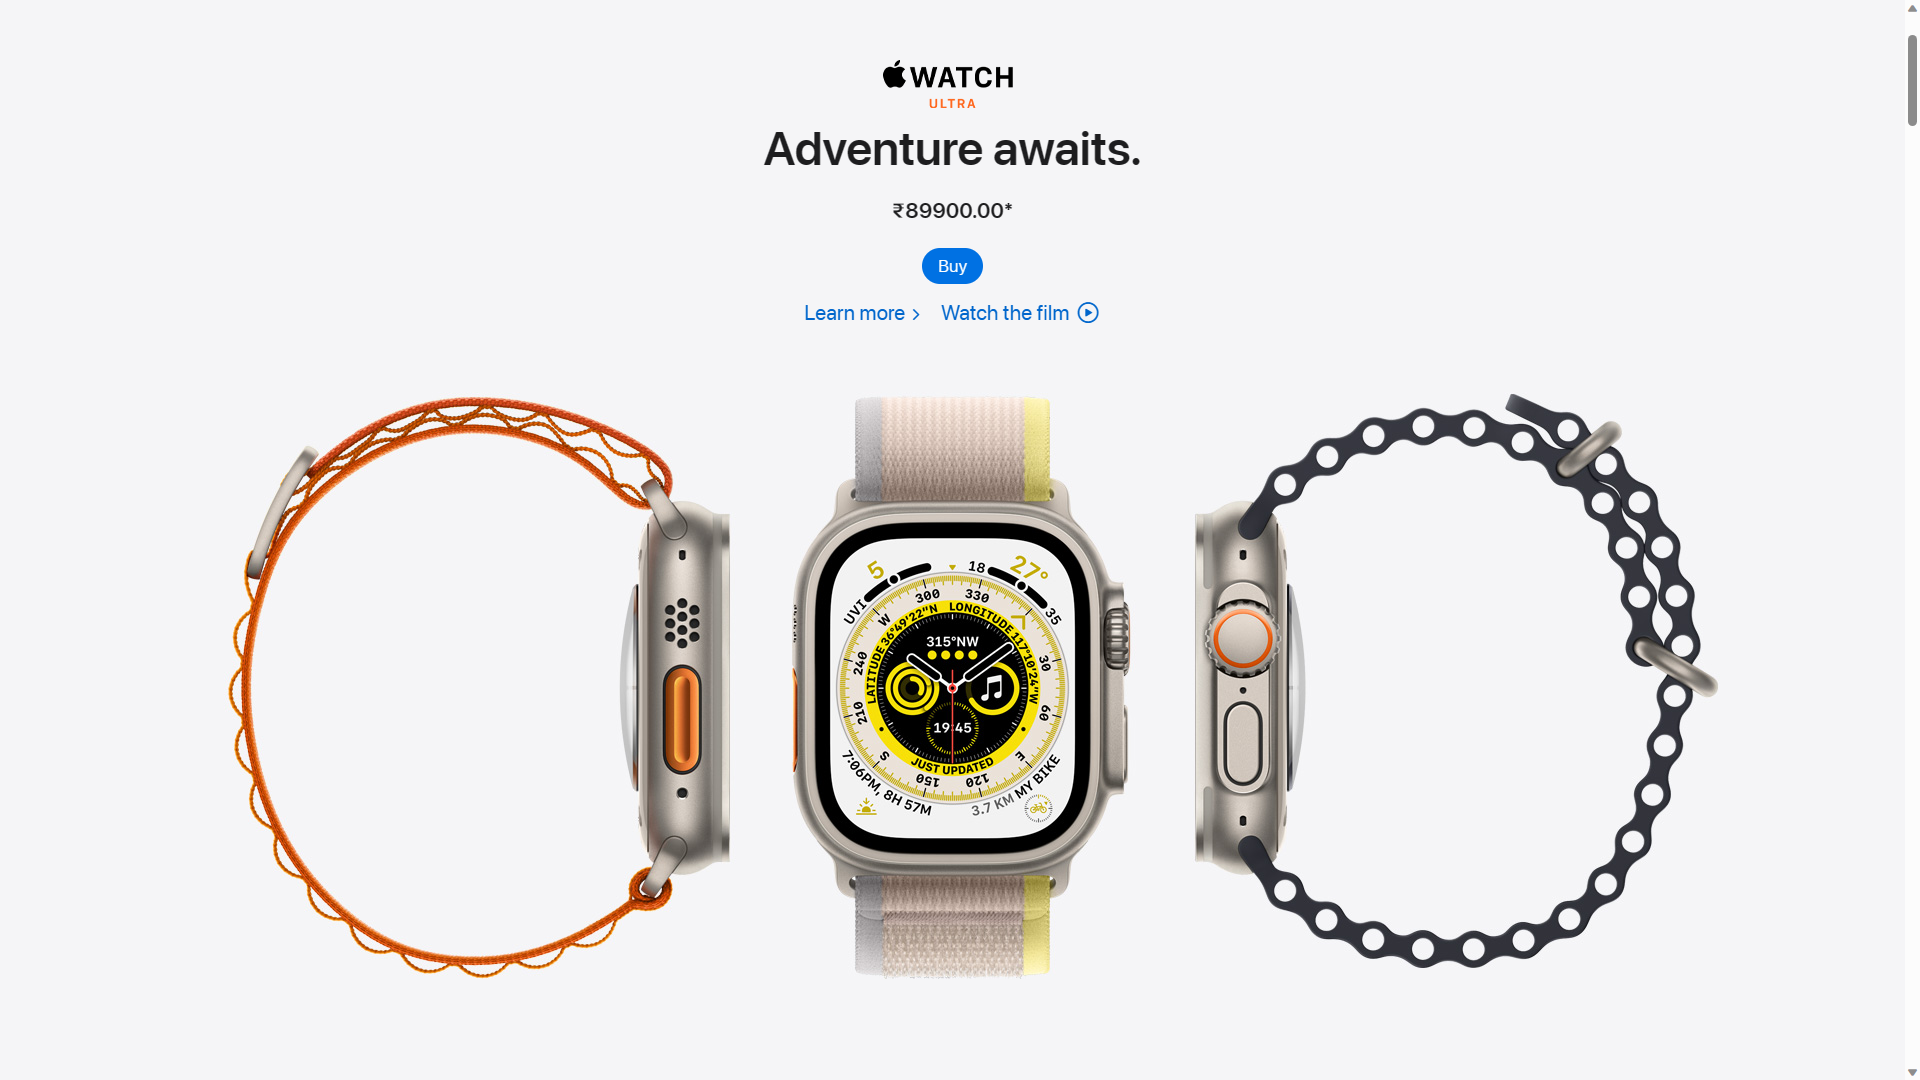 WATCH
ULTRA
Adventure awaits.
₹89900.00*
Buy
Learn more
Watch the film
5
UVI
18
27°
35
300
330
W
LATITUDE 36°49'22"N LONGITUDE 117°10'24"W
315°NW
240
30
210
60
19:45
S
E
JUST UPDATED
150
120
7:06PM, 8H 57M
3.7 KM MY BIKE